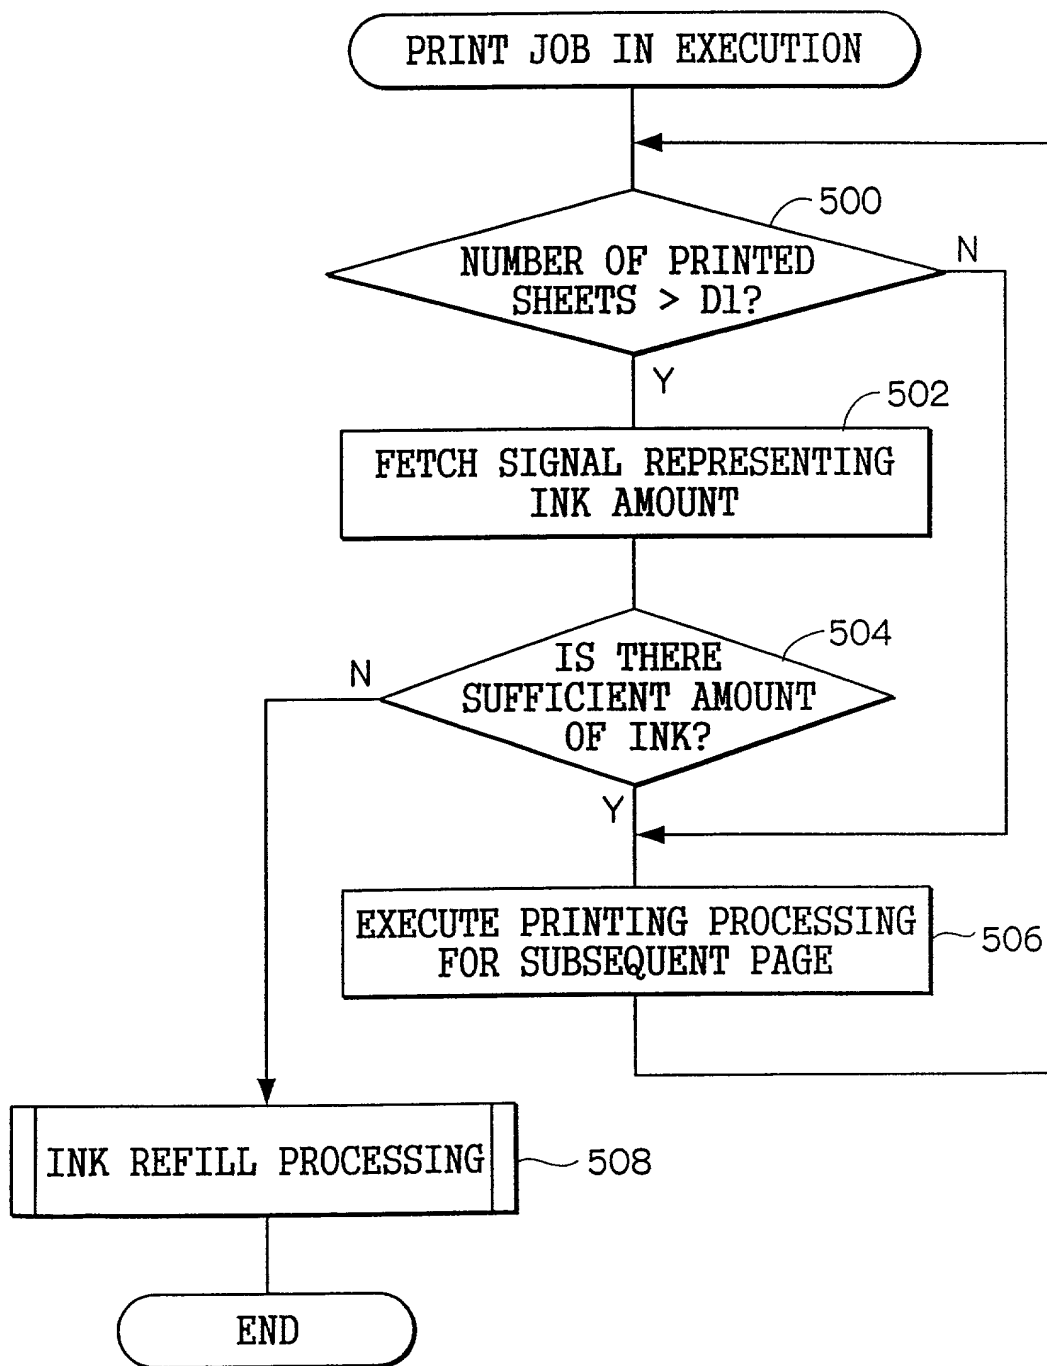 PRINT JOB IN EXECUTION
500
NUMBER OF PRINTED
SHEETS > D1?
N
Y
502
FETCH SIGNAL REPRESENTING
INK AMOUNT
504
IS THERE
SUFFICIENT AMOUNT
OF INK?
N
Y
EXECUTE PRINTING PROCESSING
FOR SUBSEQUENT PAGE
506
INK REFILL PROCESSING
508
END